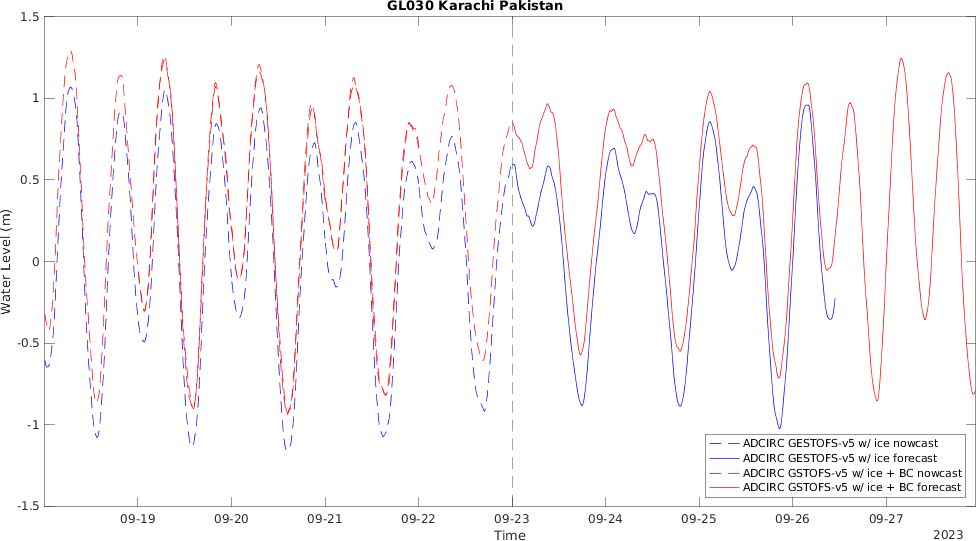 GL030 Karachi Pakistan
Water Level (m)
1.5
1
0.5
0
-0.5
-1
-1.5
09-19
09-20
09-21
09-22
09-23
09-24
09-25
09-26
09-27
Time
2023
ADCIRC GESTOFS-v5 w/ ice nowcast
ADCIRC GESTOFS-v5 w/ ice forecast
ADCIRC GSTOFS-v5 w/ ice + BC nowcast
ADCIRC GSTOFS-v5 w/ ice + BC forecast